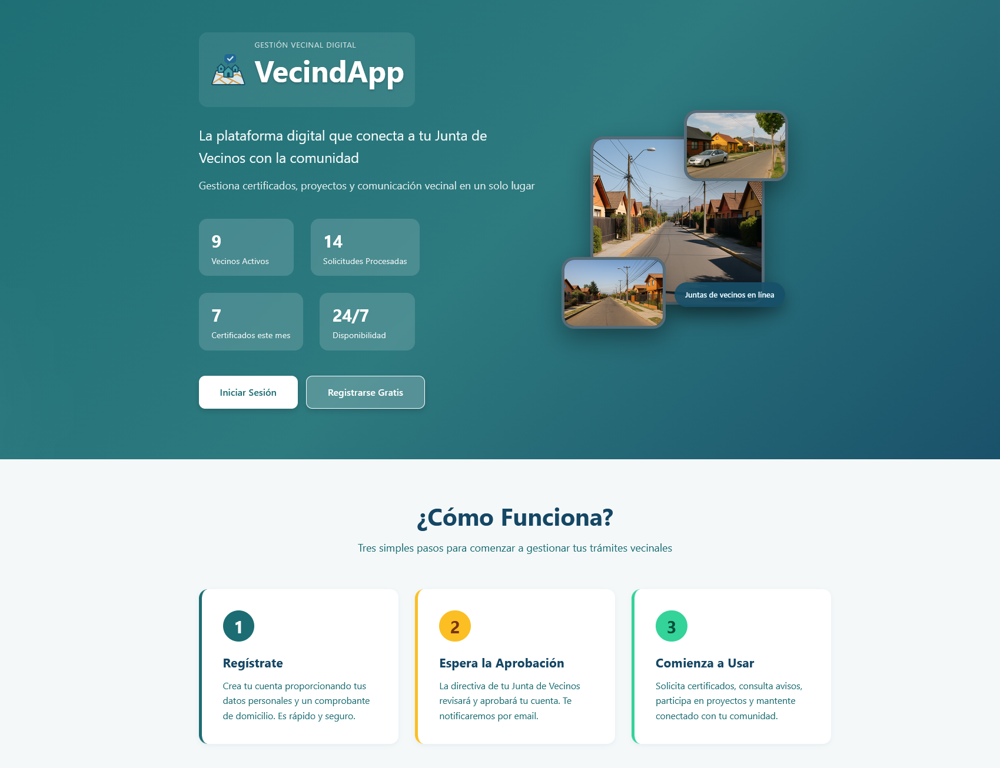 GESTIÓN VECINAL DIGITAL
VecindApp
La plataforma digital que conecta a tu Junta de
Vecinos con la comunidad
Gestiona certificados, proyectos y comunicación vecinal en un solo lugar
9
Vecinos Activos
14
Solicitudes Procesadas
7
Certificados este mes
24/7
Disponibilidad
Iniciar Sesión
Registrarse Gratis
Juntas de vecinos en línea
¿Cómo Funciona?
Tres simples pasos para comenzar a gestionar tus trámites vecinales
1
Regístrate
Crea tu cuenta proporcionando tus
datos personales y un comprobante
de domicilio. Es rápido y seguro.
2
Espera la Aprobación
La directiva de tu Junta de Vecinos
revisará y aprobará tu cuenta. Te
notificaremos por email.
3
Comienza a Usar
Solicita certificados, consulta avisos,
participa en proyectos y mantente
conectado con tu comunidad.